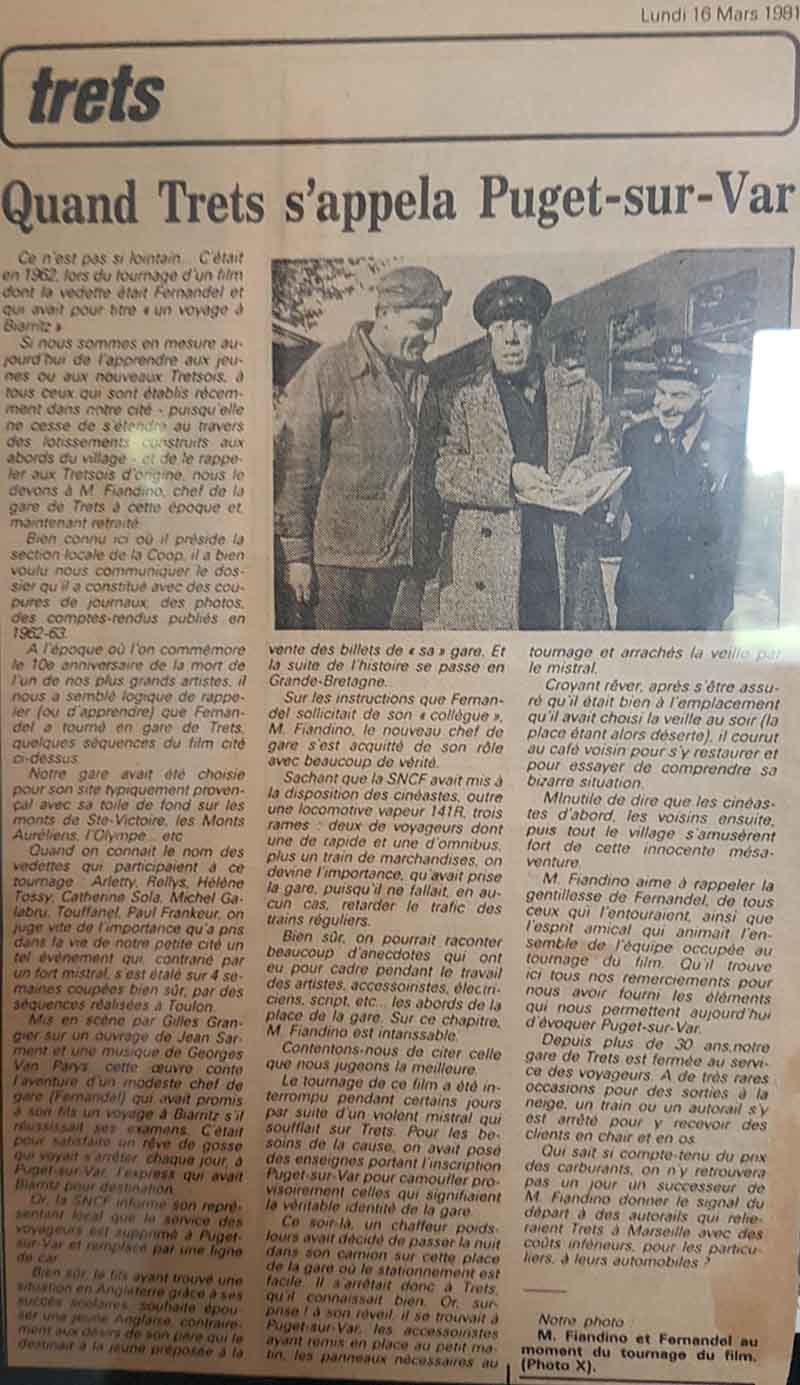 Lundi 16 Mars 1981
trets
Quand Trets s'appela Puget-sur-Var
Ce n'est pas si lointain... C'était
en 1962, lors du tournage d'un film
dont la vedette était Fernandel et
qui avait pour titre « un voyage à
Biarritz »
Si nous sommes en mesure au-
jourd'hui de l'apprendre aux jeu-
nes ou aux nouveaux Tretsois, à
tous ceux qui sont établis récem-
ment dans notre cité - puisqu'elle
ne cesse de s'étendre au travers
des lotissements construits aux
abords du village - et de le rappe-
ler aux Tretsois d'origine, nous le
devons à M. Fiandino, chef de la
gare de Trets à cette époque et,
maintenant retraité.
Bien connu ici où il préside la
section locale de la Coop, il a bien
voulu nous communiquer le dos-
sier qu'il a constitué avec des cou-
pures de journaux, des photos,
des comptes-rendus publiés en
1962-63.
A l'époque où l'on commémore
le 10e anniversaire de la mort de
l'un de nos plus grands artistes, il
nous a semblé logique de rappe-
ler (ou d'apprendre) que Fernan-
del a tourné en gare de Trets,
quelques séquences du film cité
ci-dessus.
Notre gare avait été choisie
pour son site typiquement proven-
çal avec sa toile de fond sur les
monts de Ste-Victoire, les Monts
Auréliens, l'Olympe... etc
Quand on connait le nom des
vedettes qui participaient à ce
tournage : Arletty, Rellys, Hélène
Tossy, Catherine Sola, Michel Ga-
labru, Touffanel, Paul Frankeur, on
juge vite de l'importance qu'a pris
dans la vie de notre petite cité un
tel événement qui contrarié par
un fort mistral, s'est étalé sur 4 se-
maines coupées bien sûr, par des
séquences réalisées à Toulon.
Mis en scène par Gilles Gran-
gier sur un ouvrage de Jean Sar-
ment et une musique de Georges
Van Parys, cette œuvre conte
l'aventure d'un modeste chef de
gare (Fernandel) qui avait promis
à son fils un voyage à Biarritz s'il
réussissait ses examens. C'était
pour satisfaire un rêve de gosse
qui voyait s'arrêter chaque jour, à
Puget-sur-Var, l'express qui avait
Biarritz pour destination.
Or, la SNCF informe son repré-
sentant local que le service des
voyageurs est supprimé à Puget-
sur-Var et remplacé par une ligne
de car.
Bien sûr, le fils ayant trouvé une
situation en Angleterre grâce à ses
succès scolaires, souhaite épou-
ser une jeune Anglaise, contraire-
ment aux désirs de son père qui le
destinait à la jeune préposée à la
vente des billets de « sa » gare. Et
la suite de l'histoire se passe en
Grande-Bretagne.
Sur les instructions que Fernan-
del sollicitait de son « collègue »,
M. Fiandino, le nouveau chef de
gare s'est acquitté de son rôle
avec beaucoup de vérité.
Sachant que la SNCF avait mis à
la disposition des cinéastes, outre
une locomotive vapeur 141R, trois
rames : deux de voyageurs dont
une de rapide et une d'omnibus,
plus un train de marchandises, on
devine l'importance, qu'avait prise
la gare, puisqu'il ne fallait, en au-
cun cas, retarder le trafic des
trains réguliers.
Bien sûr, on pourrait raconter
beaucoup d'anecdotes qui ont
eu pour cadre pendant le travail
des artistes, accessoiristes, électri-
ciens, script, etc... les abords de la
place de la gare. Sur ce chapitre,
M. Fiandino est intarissable.
Contentons-nous de citer celle
que nous jugeons la meilleure.
Le tournage de ce film a été in-
terrompu pendant certains jours
par suite d'un violent mistral qui
soufflait sur Trets. Pour les be-
soins de la cause, on avait posé
des enseignes portant l'inscription
Puget-sur-Var pour camoufler pro-
visoirement celles qui signifiaient
la véritable identité de la gare.
Ce soir-là, un chauffeur poids-
lours avait décidé de passer la nuit
dans son camion sur cette place
de la gare où le stationnement est
facile. Il s'arrêtait donc à Trets,
qu'il connaissait bien. Or, sur-
prise ! à son réveil, il se trouvait à
Puget-sur-Var, les accessoiristes
ayant remis en place au petit ma-
tin, les panneaux nécessaires au
tournage et arrachés la veille par
le mistral.
Croyant rêver, après s'être assu-
ré qu'il était bien à l'emplacement
qu'il avait choisi la veille au soir (la
place étant alors déserte), il courut
au café voisin pour s'y restaurer et
pour essayer de comprendre sa
bizarre situation.
MInutile de dire que les cinéas-
tes d'abord, les voisins ensuite,
puis tout le village s'amusèrent
fort de cette innocente mésa-
venture.
M. Fiandino aime à rappeler la
gentillesse de Fernandel, de tous
ceux qui l'entouraient, ainsi que
l'esprit amical qui animait l'en-
semble de l'équipe occupée au
tournage du film. Qu'il trouve
ici tous nos remerciements pour
nous avoir fourni les éléments
qui nous permettent aujourd'hui
d'évoquer Puget-sur-Var.
Depuis plus de 30 ans,notre
gare de Trets est fermée au servi-
ce des voyageurs. A de très rares
occasions pour des sorties à la
neige, un train ou un autorail s'y
est arrêté pour y recevoir des
clients en chair et en os.
Qui sait si compte-tenu du prix
des carburants, on n'y retrouvera
pas un jour un successeur de
M. Fiandino donner le signal du
départ à des autorails qui relie-
raient Trets à Marseille avec des
coûts inférieurs, pour les particu-
liers, à leurs automobiles ?
Notre photo :
M. Fiandino et Fernandel au
moment du tournage du film.
(Photo X).